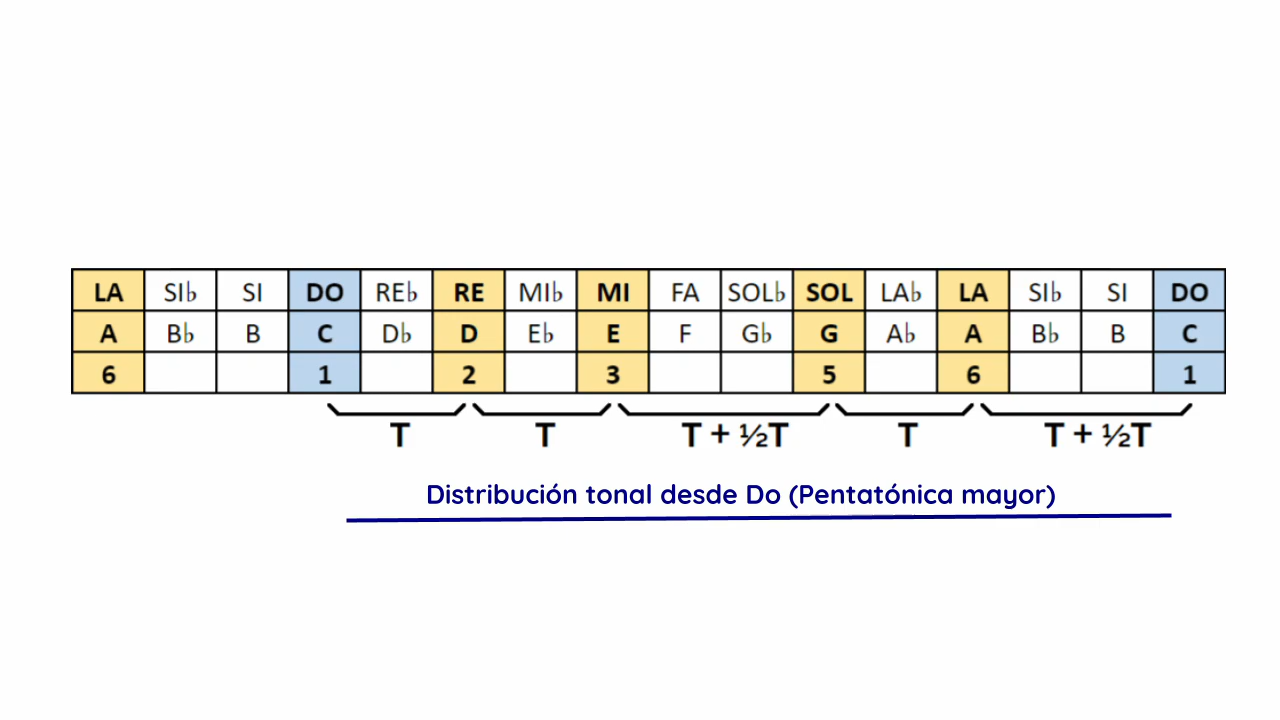 LA SI♭ SI DO RE♭ RE MI♭ MI FA SOL♭ SOL LA♭ LA SI♭ SI DO
A B♭ B C D♭ D E♭ E F G♭ G A♭ A B♭ B C
6 1 2 3 5 6 1
T T T + ½T T T + ½T
Distribución tonal desde Do (Pentatónica mayor)